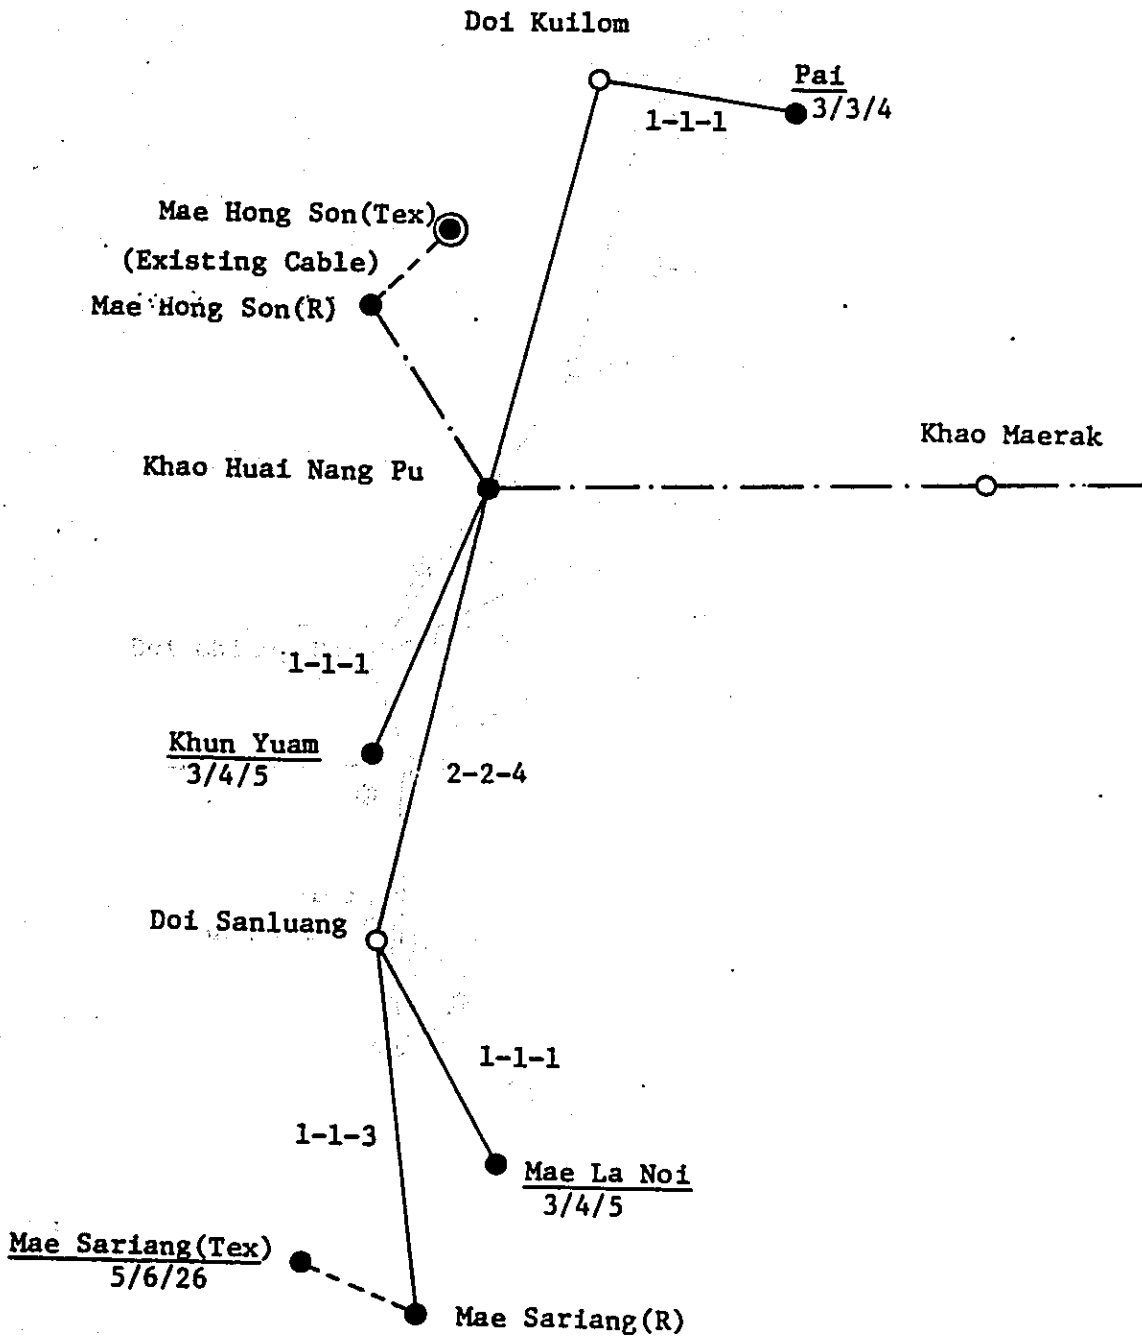 Doi Kuilom
Pai
3/3/4
1-1-1
Mae Hong Son(Tex)
(Existing Cable)
Mae Hong Son(R)
Khao Maerak
Khao Huai Nang Pu
1-1-1
Khun Yuam
3/4/5
2-2-4
Doi Sanluang
1-1-1
1-1-3
Mae La Noi
3/4/5
Mae Sariang(Tex)
5/6/26
Mae Sariang(R)